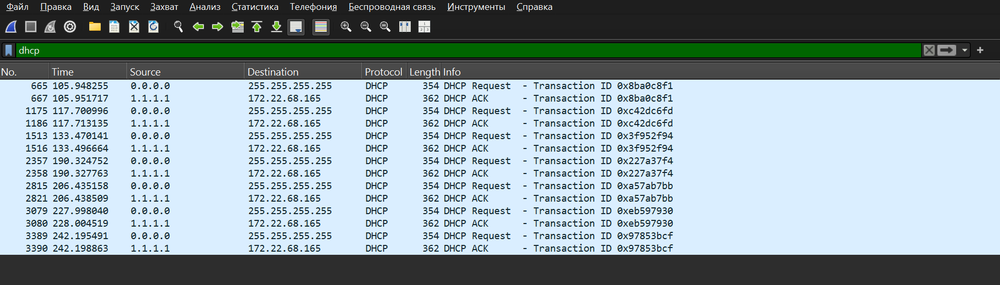 Файл Правка Вид Запуск Захват Анализ Статистика Телефония Беспроводная связь Инструменты Справка
dhcp
No. Time Source Destination Protocol Length Info
665 105.948255 0.0.0.0 255.255.255.255 DHCP 354 DHCP Request - Transaction ID 0x8ba0c8f1
667 105.951717 1.1.1.1 172.22.68.165 DHCP 362 DHCP ACK - Transaction ID 0x8ba0c8f1
1175 117.700996 0.0.0.0 255.255.255.255 DHCP 354 DHCP Request - Transaction ID 0xc42dc6fd
1186 117.713135 1.1.1.1 172.22.68.165 DHCP 362 DHCP ACK - Transaction ID 0xc42dc6fd
1513 133.470141 0.0.0.0 255.255.255.255 DHCP 354 DHCP Request - Transaction ID 0x3f952f94
1516 133.496664 1.1.1.1 172.22.68.165 DHCP 362 DHCP ACK - Transaction ID 0x3f952f94
2357 190.324752 0.0.0.0 255.255.255.255 DHCP 354 DHCP Request - Transaction ID 0x227a37f4
2358 190.327763 1.1.1.1 172.22.68.165 DHCP 362 DHCP ACK - Transaction ID 0x227a37f4
2815 206.435158 0.0.0.0 255.255.255.255 DHCP 354 DHCP Request - Transaction ID 0xa57ab7bb
2821 206.438509 1.1.1.1 172.22.68.165 DHCP 362 DHCP ACK - Transaction ID 0xa57ab7bb
3079 227.998040 0.0.0.0 255.255.255.255 DHCP 354 DHCP Request - Transaction ID 0xeb597930
3080 228.004519 1.1.1.1 172.22.68.165 DHCP 362 DHCP ACK - Transaction ID 0xeb597930
3389 242.195491 0.0.0.0 255.255.255.255 DHCP 354 DHCP Request - Transaction ID 0x97853bcf
3390 242.198863 1.1.1.1 172.22.68.165 DHCP 362 DHCP ACK - Transaction ID 0x97853bcf